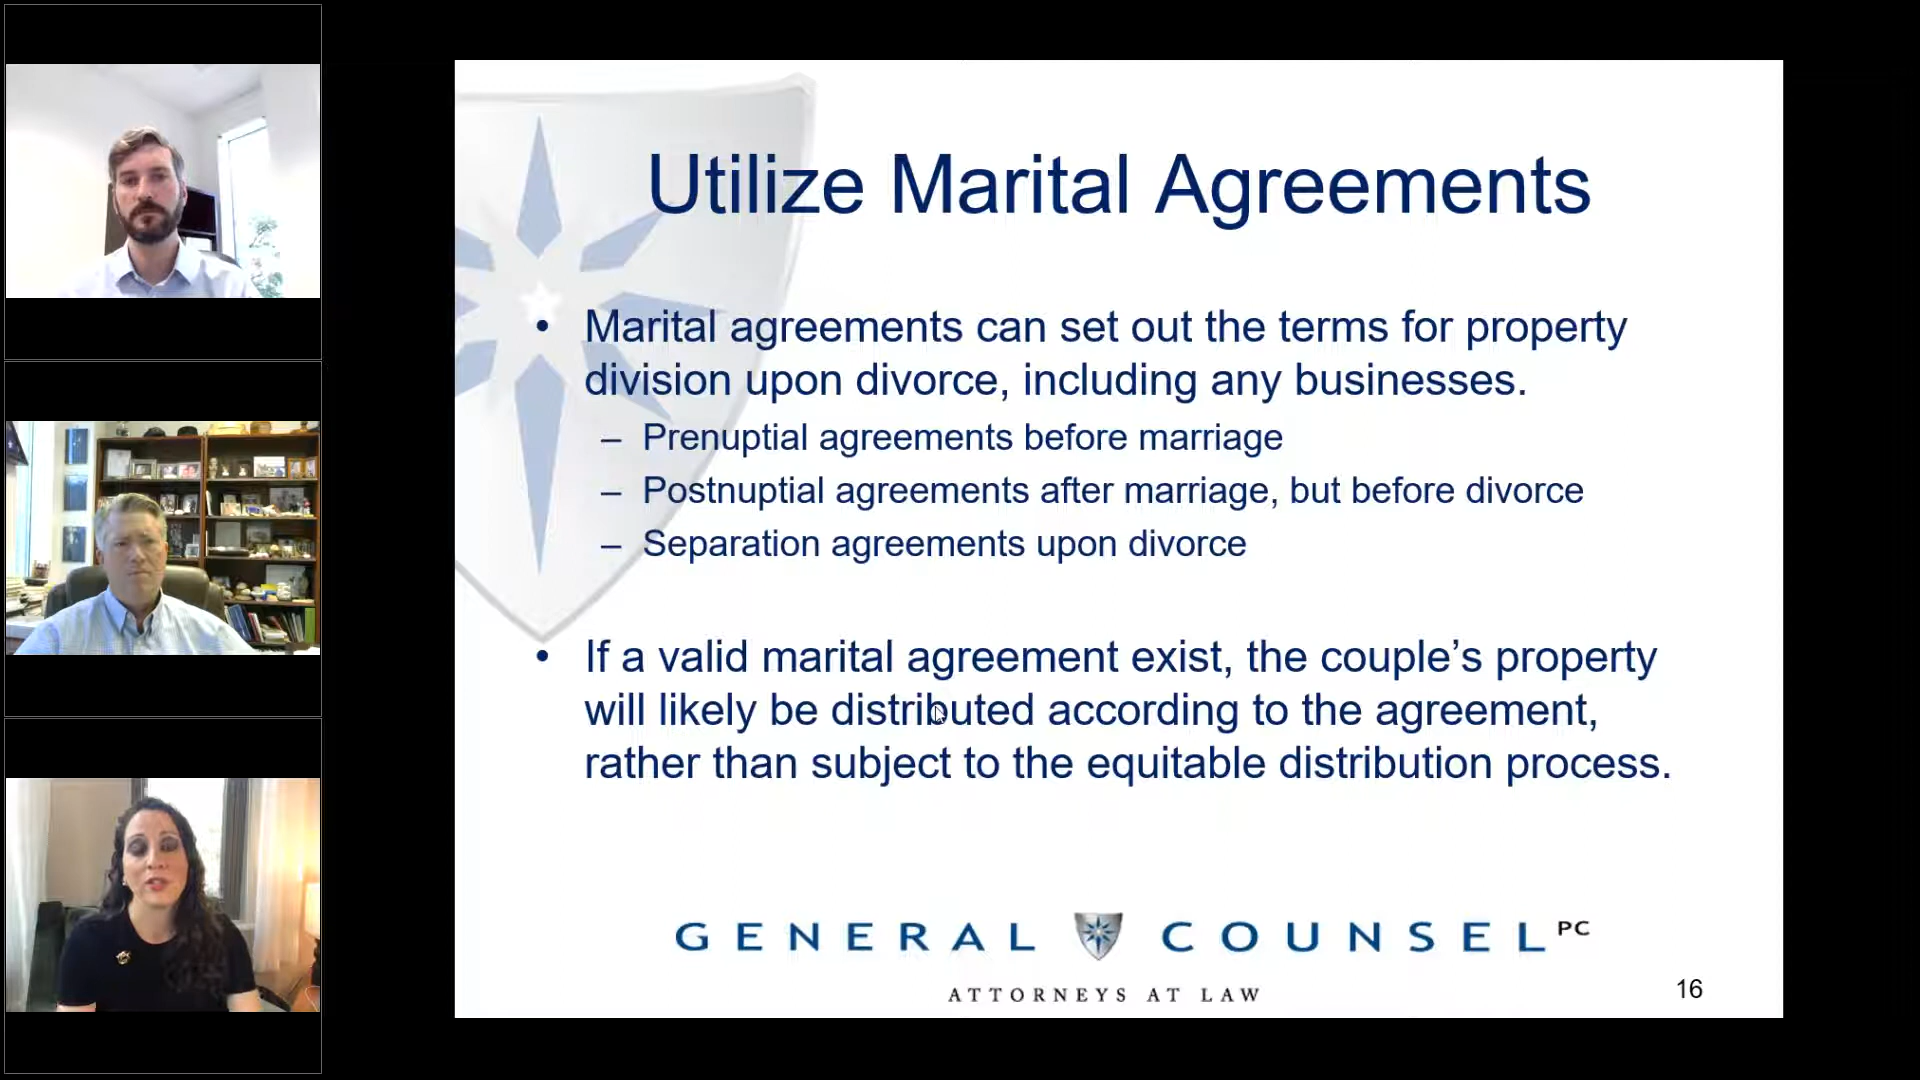 Utilize Marital Agreements
• Marital agreements can set out the terms for property
division upon divorce, including any businesses.
– Prenuptial agreements before marriage
– Postnuptial agreements after marriage, but before divorce
– Separation agreements upon divorce
• If a valid marital agreement exist, the couple’s property
will likely be distributed according to the agreement,
rather than subject to the equitable distribution process.
GENERAL COUNSEL PC
ATTORNEYS AT LAW
16